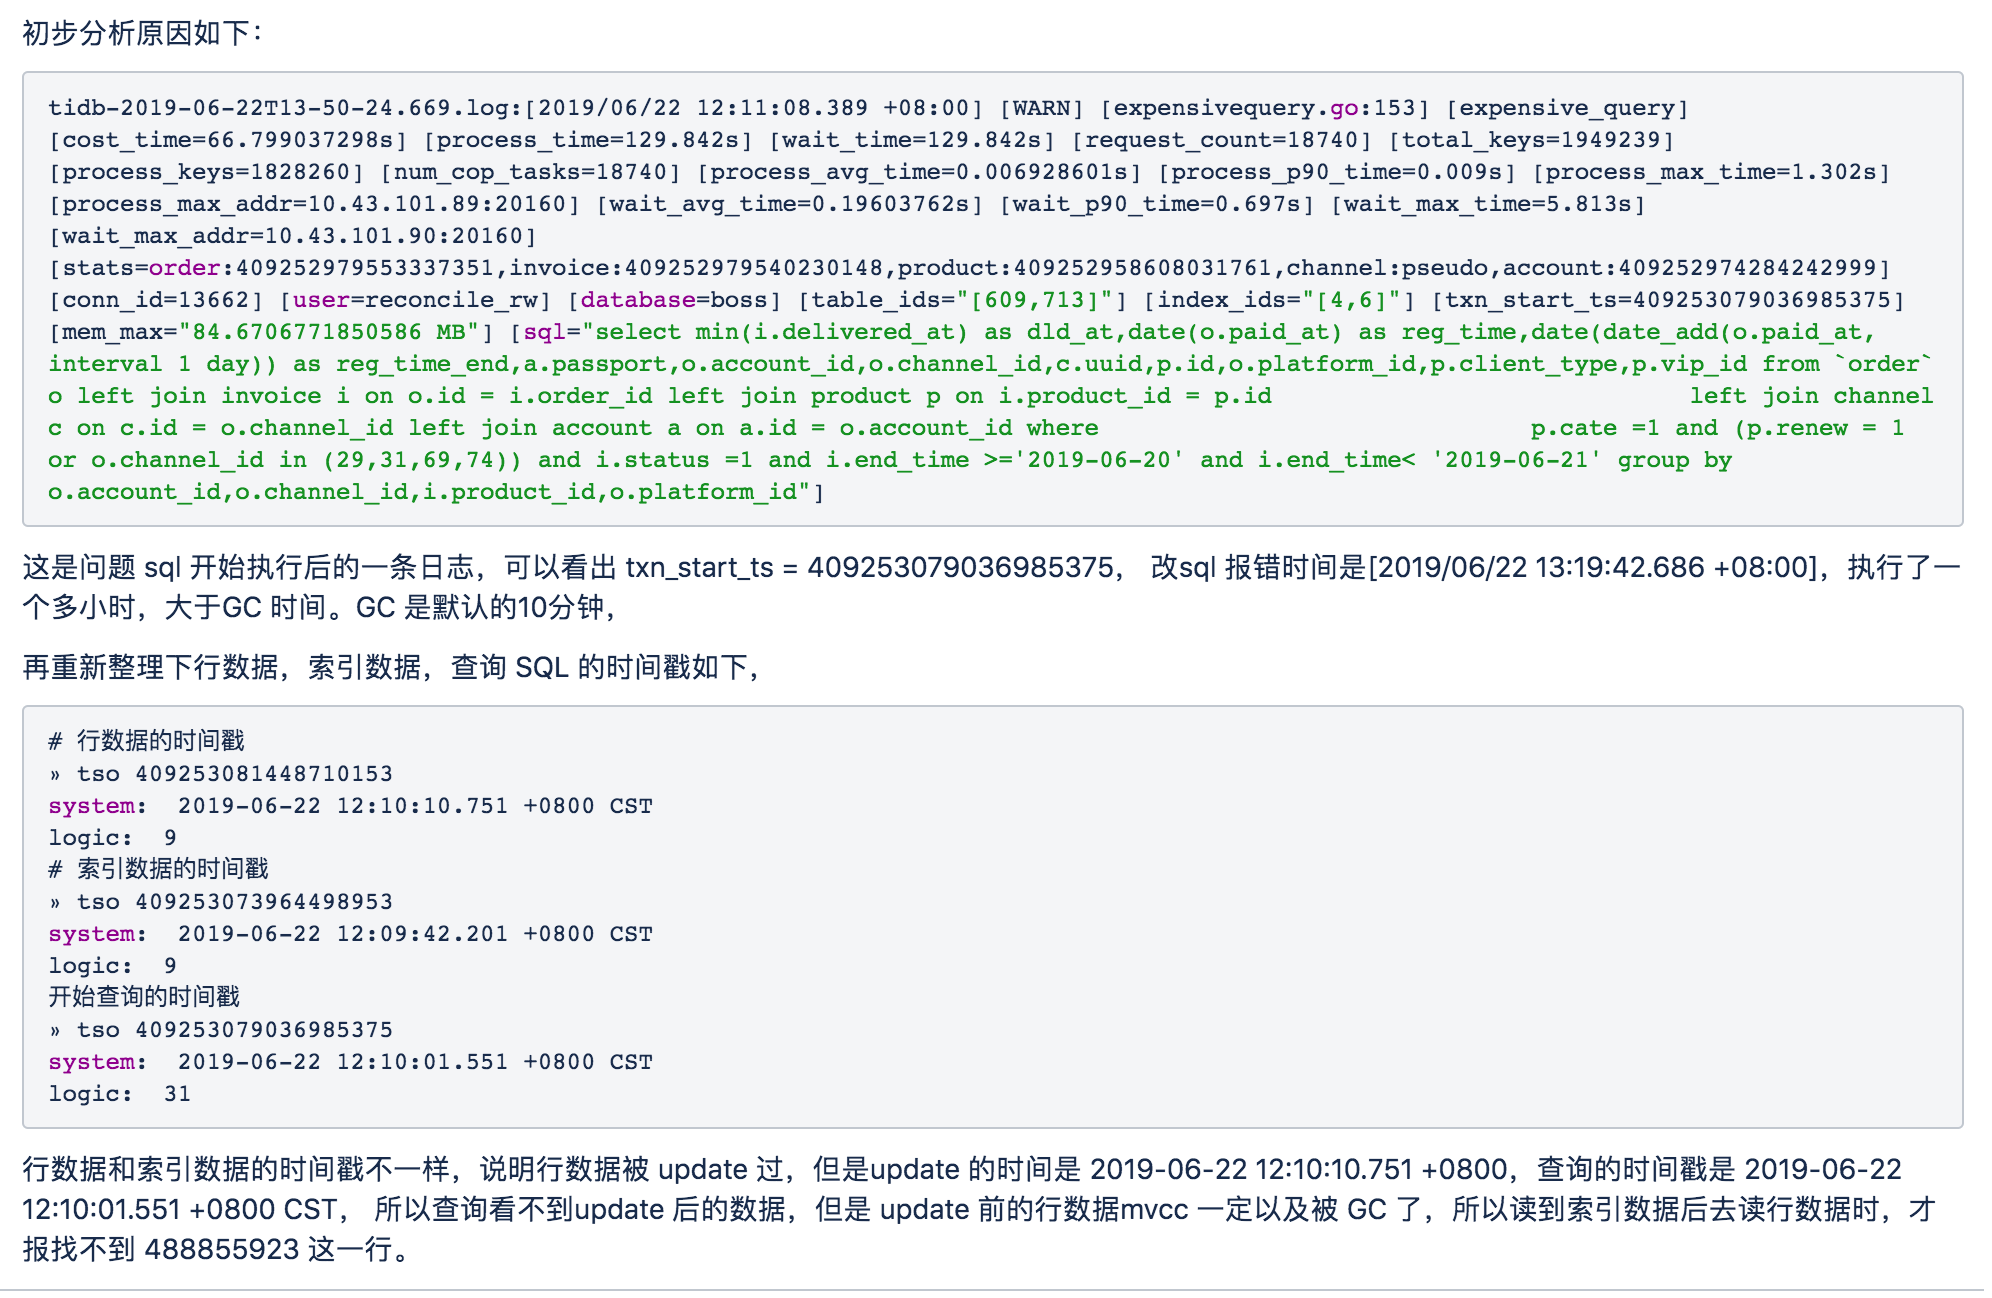 初步分析原因如下：
tidb-2019-06-22T13-50-24.669.log:[2019/06/22 12:11:08.389 +08:00] [WARN] [expensivequery.go:153] [expensive_query]
[cost_time=66.799037298s] [process_time=129.842s] [wait_time=129.842s] [request_count=18740] [total_keys=1949239]
[process_keys=1828260] [num_cop_tasks=18740] [process_avg_time=0.006928601s] [process_p90_time=0.009s] [process_max_time=1.302s]
[process_max_addr=10.43.101.89:20160] [wait_avg_time=0.19603762s] [wait_p90_time=0.697s] [wait_max_time=5.813s]
[wait_max_addr=10.43.101.90:20160]
[stats=order:409252979553337351,invoice:409252979540230148,product:409252958608031761,channel:pseudo,account:409252974284242999]
[conn_id=13662] [user=reconcile_rw] [database=boss] [table_ids="[609,713]"] [index_ids="[4,6]"] [txn_start_ts=409253079036985375]
[mem_max="84.6706771850586 MB"] [sql="select min(i.delivered_at) as dld_at,date(o.paid_at) as reg_time,date(date_add(o.paid_at,
interval 1 day)) as reg_time_end,a.passport,o.account_id,o.channel_id,c.uuid,p.id,o.platform_id,p.client_type,p.vip_id from `order`
o left join invoice i on o.id = i.order_id left join product p on i.product_id = p.id left join channel
c on c.id = o.channel_id left join account a on a.id = o.account_id where p.cate =1 and (p.renew = 1
or o.channel_id in (29,31,69,74)) and i.status =1 and i.end_time >='2019-06-20' and i.end_time< '2019-06-21' group by
o.account_id,o.channel_id,i.product_id,o.platform_id"]
这是问题 sql 开始执行后的一条日志，可以看出 txn_start_ts = 409253079036985375， 改sql 报错时间是[2019/06/22 13:19:42.686 +08:00]，执行了一
个多小时，大于GC 时间。GC 是默认的10分钟，
再重新整理下行数据，索引数据，查询 SQL 的时间戳如下，
# 行数据的时间戳
» tso 409253081448710153
system:  2019-06-22 12:10:10.751 +0800 CST
logic:  9
# 索引数据的时间戳
» tso 409253073964498953
system:  2019-06-22 12:09:42.201 +0800 CST
logic:  9
开始查询的时间戳
» tso 409253079036985375
system:  2019-06-22 12:10:01.551 +0800 CST
logic:  31
行数据和索引数据的时间戳不一样，说明行数据被 update 过，但是update 的时间是 2019-06-22 12:10:10.751 +0800，查询的时间戳是 2019-06-22
12:10:01.551 +0800 CST， 所以查询看不到update 后的数据，但是 update 前的行数据mvcc 一定以及被 GC 了，所以读到索引数据后去读行数据时，才
报找不到 488855923 这一行。